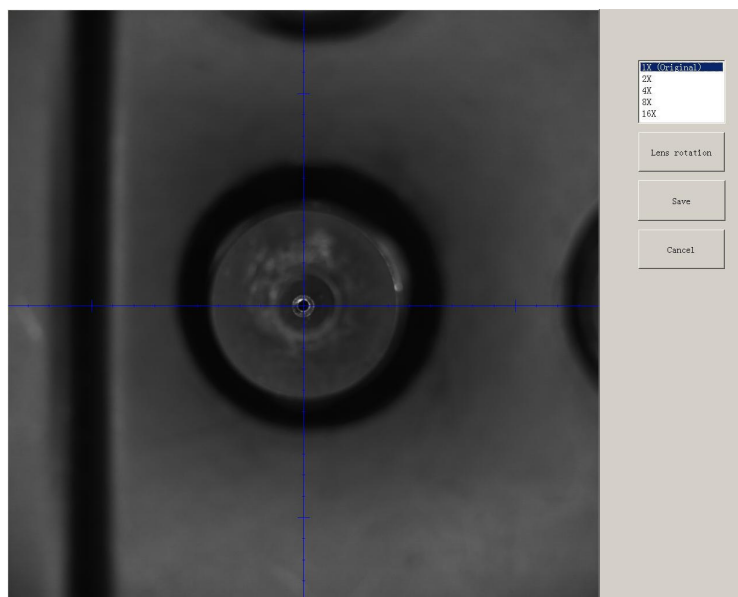 1X (Original)
2X
4X
8X
16X
Lens rotation
Save
Cancel